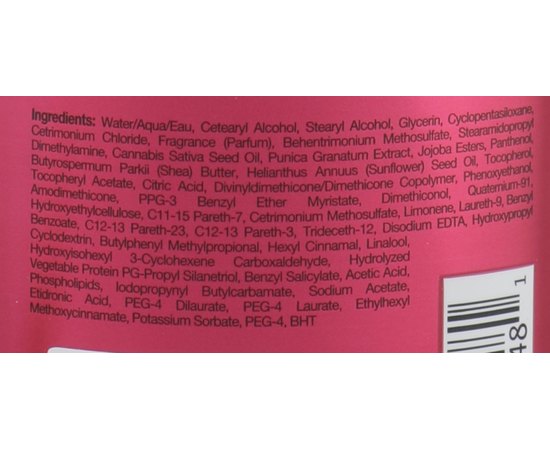 Ingredients: Water/Aqua/Eau, Cetearyl Alcohol, Stearyl Alcohol, Glycerin, Cyclopentasiloxane,
Cetrimonium Chloride, Fragrance (Parfum), Behentrimonium Methosulfate, Stearamidopropyl
Dimethylamine, Cannabis Sativa Seed Oil, Punica Granatum Extract, Jojoba Esters, Panthenol,
Butyrospermum Parkii (Shea) Butter, Helianthus Annuus (Sunflower) Seed Oil, Tocopherol,
Tocopheryl Acetate, Citric Acid, Divinyldimethicone/Dimethicone Copolymer, Phenoxyethanol,
Amodimethicone, PPG-3 Benzyl Ether Myristate, Dimethiconol, Quaternium-91,
Hydroxyethylcellulose, C11-15 Pareth-7, Cetrimonium Methosulfate, Limonene, Laureth-9, Benzyl
Benzoate, C12-13 Pareth-23, C12-13 Pareth-3, Trideceth-12, Disodium EDTA, Hydroxypropyl
Cyclodextrin, Butylphenyl Methylpropional, Hexyl Cinnamal, Linalool,
Hydroxyisohexyl 3-Cyclohexene Carboxaldehyde, Hydrolyzed
Vegetable Protein PG-Propyl Silanetriol, Benzyl Salicylate, Acetic Acid,
Phospholipids, Iodopropynyl Butylcarbamate, Sodium Acetate,
Etidronic Acid, PEG-4 Dilaurate, PEG-4 Laurate, Ethylhexyl
Methoxycinnamate, Potassium Sorbate, PEG-4, BHT
48 1